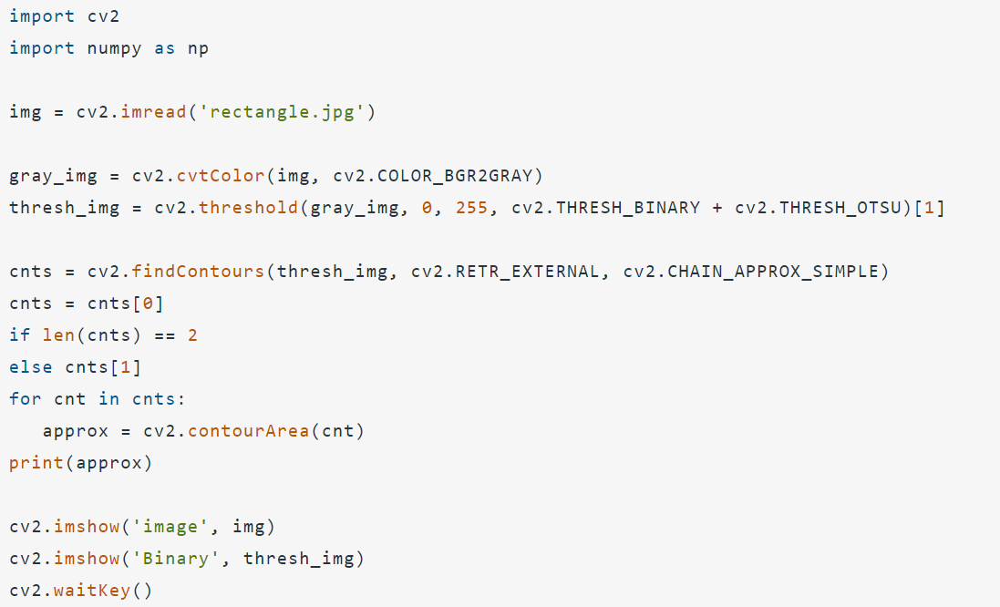 import cv2
import numpy as np
img = cv2.imread('rectangle.jpg')
gray_img = cv2.cvtColor(img, cv2.COLOR_BGR2GRAY)
thresh_img = cv2.threshold(gray_img, 0, 255, cv2.THRESH_BINARY + cv2.THRESH_OTSU)[1]
cnts = cv2.findContours(thresh_img, cv2.RETR_EXTERNAL, cv2.CHAIN_APPROX_SIMPLE)
cnts = cnts[0]
if len(cnts) == 2
else cnts[1]
for cnt in cnts:
   approx = cv2.contourArea(cnt)
print(approx)
cv2.imshow('image', img)
cv2.imshow('Binary', thresh_img)
cv2.waitKey()